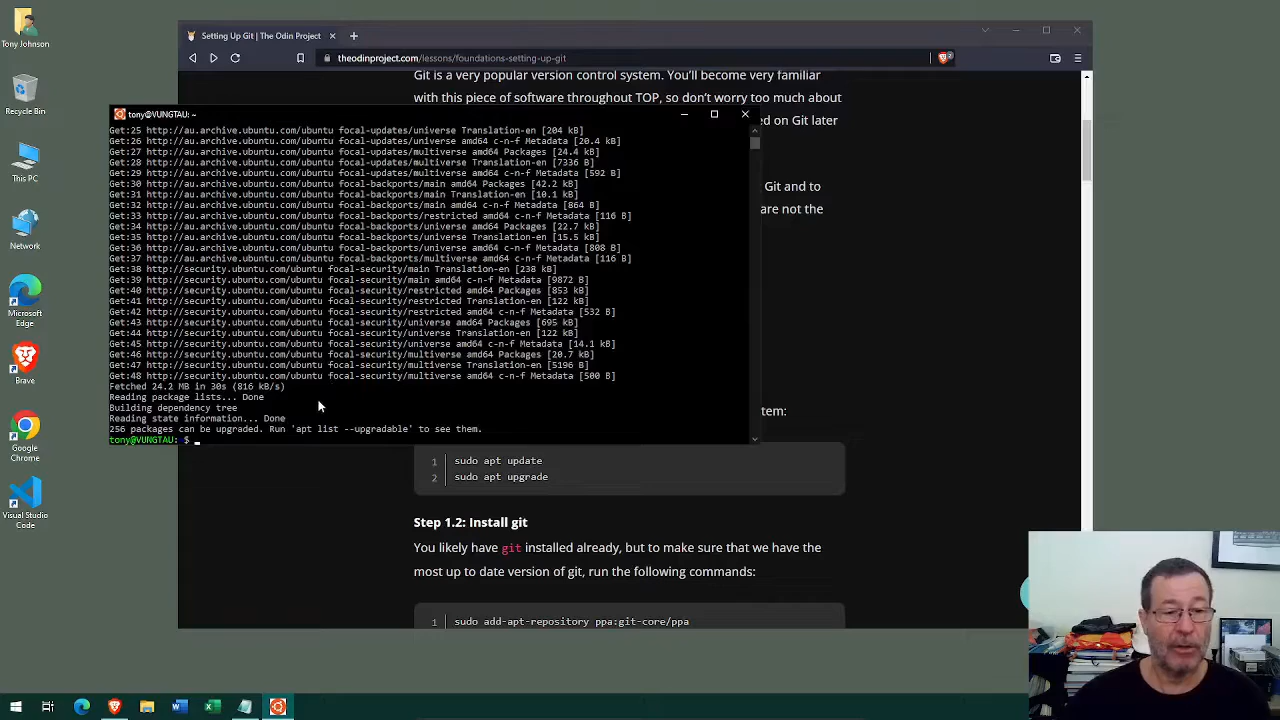 Tony Johnson
Recycle Bin
This PC
Network
Microsoft
Edge
Brave
Google
Chrome
Visual Studio
Code
Setting Up Git | The Odin Project
theodinproject.com/lessons/foundations-setting-up-git
Git is a very popular version control system. You'll become very familiar
with this piece of software throughout TOP, so don't worry too much about
ed on Git later
Git and to
are not the
tem:
tony@VUNGTAU: ~
Get:25 http://au.archive.ubuntu.com/ubuntu focal-updates/universe Translation-en [204 kB]
Get:26 http://au.archive.ubuntu.com/ubuntu focal-updates/universe amd64 c-n-f Metadata [20.4 kB]
Get:27 http://au.archive.ubuntu.com/ubuntu focal-updates/multiverse amd64 Packages [24.4 kB]
Get:28 http://au.archive.ubuntu.com/ubuntu focal-updates/multiverse Translation-en [7336 B]
Get:29 http://au.archive.ubuntu.com/ubuntu focal-updates/multiverse amd64 c-n-f Metadata [592 B]
Get:30 http://au.archive.ubuntu.com/ubuntu focal-backports/main amd64 Packages [42.2 kB]
Get:31 http://au.archive.ubuntu.com/ubuntu focal-backports/main Translation-en [10.1 kB]
Get:32 http://au.archive.ubuntu.com/ubuntu focal-backports/main amd64 c-n-f Metadata [864 B]
Get:33 http://au.archive.ubuntu.com/ubuntu focal-backports/restricted amd64 c-n-f Metadata [116 B]
Get:34 http://au.archive.ubuntu.com/ubuntu focal-backports/universe amd64 Packages [22.7 kB]
Get:35 http://au.archive.ubuntu.com/ubuntu focal-backports/universe Translation-en [15.5 kB]
Get:36 http://au.archive.ubuntu.com/ubuntu focal-backports/universe amd64 c-n-f Metadata [808 B]
Get:37 http://au.archive.ubuntu.com/ubuntu focal-backports/multiverse amd64 c-n-f Metadata [116 B]
Get:38 http://security.ubuntu.com/ubuntu focal-security/main Translation-en [238 kB]
Get:39 http://security.ubuntu.com/ubuntu focal-security/main amd64 c-n-f Metadata [9872 B]
Get:40 http://security.ubuntu.com/ubuntu focal-security/restricted amd64 Packages [853 kB]
Get:41 http://security.ubuntu.com/ubuntu focal-security/restricted Translation-en [122 kB]
Get:42 http://security.ubuntu.com/ubuntu focal-security/restricted amd64 c-n-f Metadata [532 B]
Get:43 http://security.ubuntu.com/ubuntu focal-security/universe amd64 Packages [695 kB]
Get:44 http://security.ubuntu.com/ubuntu focal-security/universe Translation-en [122 kB]
Get:45 http://security.ubuntu.com/ubuntu focal-security/universe amd64 c-n-f Metadata [14.1 kB]
Get:46 http://security.ubuntu.com/ubuntu focal-security/multiverse amd64 Packages [20.7 kB]
Get:47 http://security.ubuntu.com/ubuntu focal-security/multiverse Translation-en [5196 B]
Get:48 http://security.ubuntu.com/ubuntu focal-security/multiverse amd64 c-n-f Metadata [500 B]
Fetched 24.2 MB in 30s (816 kB/s)
Reading package lists... Done
Building dependency tree
Reading state information... Done
256 packages can be upgraded. Run 'apt list --upgradable' to see them.
tony@VUNGTAU: $
1 sudo apt update
2 sudo apt upgrade
Step 1.2: Install git
You likely have git installed already, but to make sure that we have the
most up to date version of git, run the following commands:
1 sudo add-apt-repository ppa:git-core/ppa